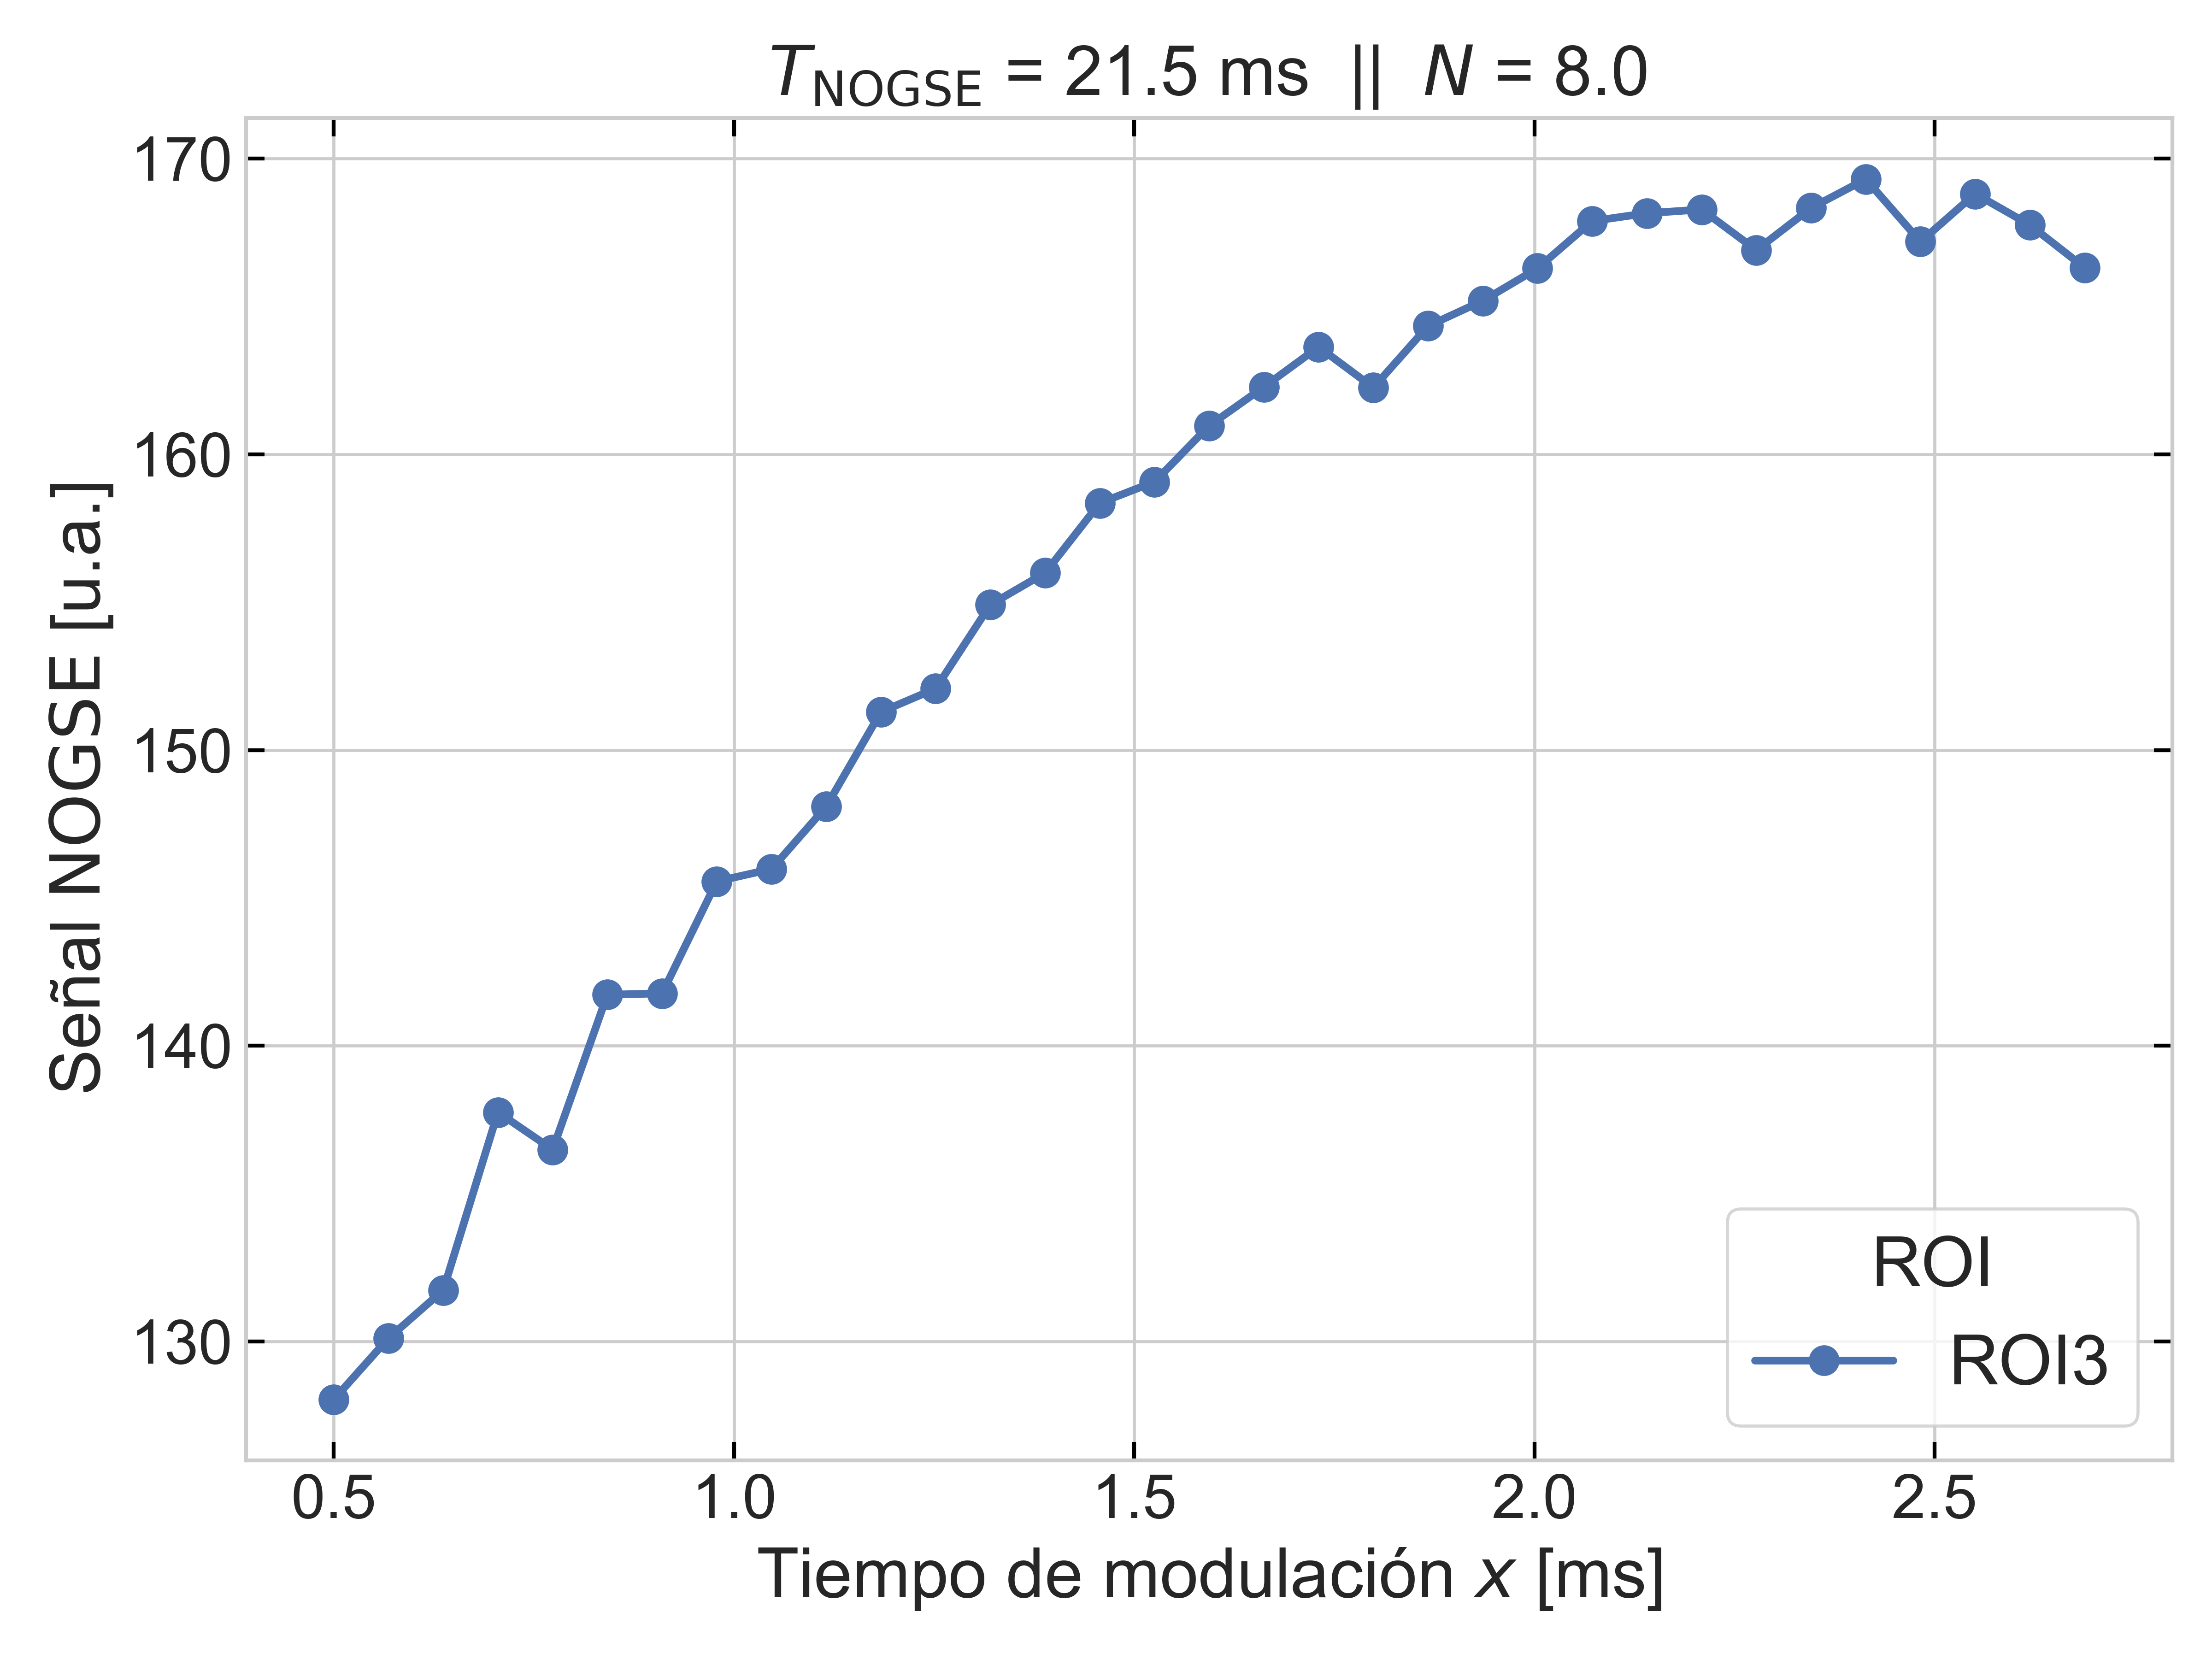 T_NOGSE = 21.5 ms || N = 8.0
Señal NOGSE [u.a.]
170
160
150
140
130
ROI
ROI3
0.5 1.0 1.5 2.0 2.5
Tiempo de modulación x [ms]